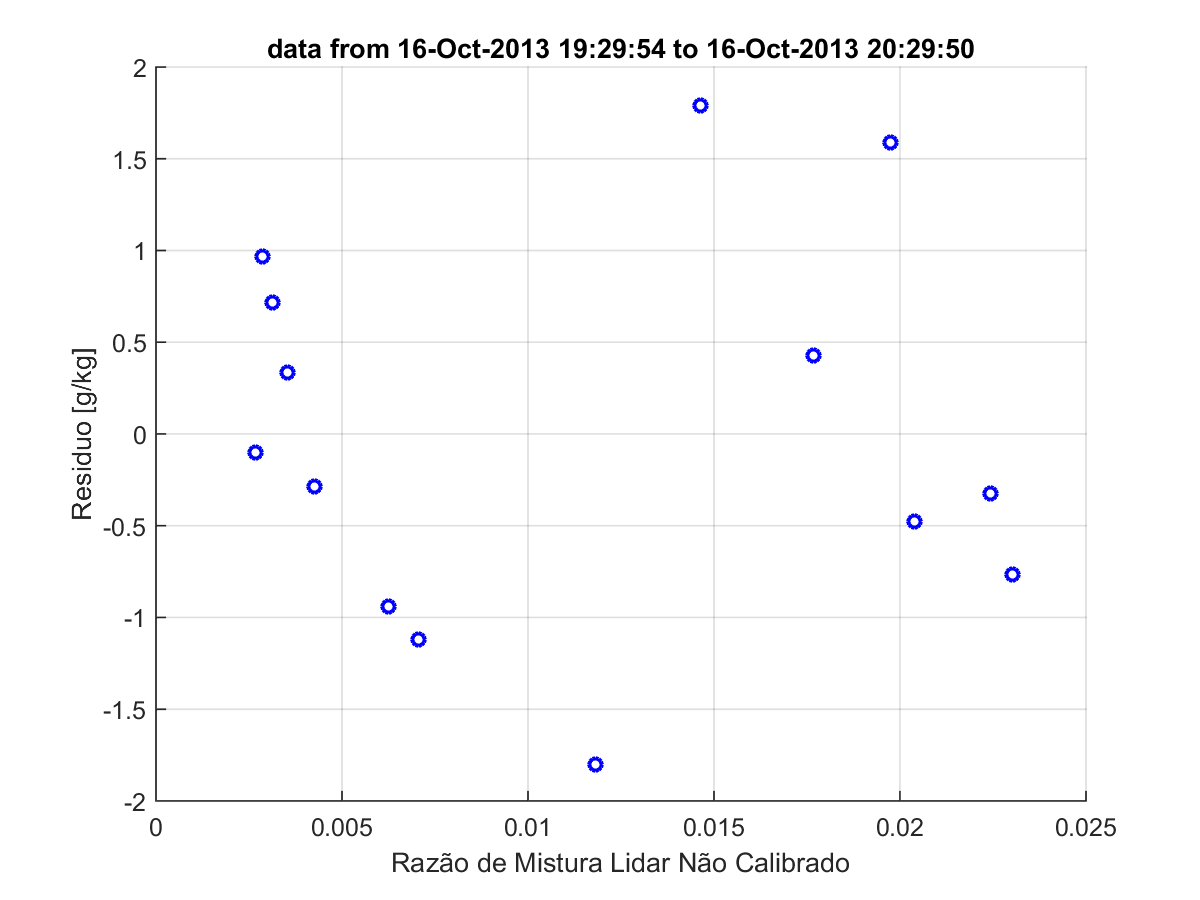 data from 16-Oct-2013 19:29:54 to 16-Oct-2013 20:29:50
2
1.5
1
0.5
0
-0.5
-1
-1.5
-2
Residuo [g/kg]
0 0.005 0.01 0.015 0.02 0.025
Razão de Mistura Lidar Não Calibrado